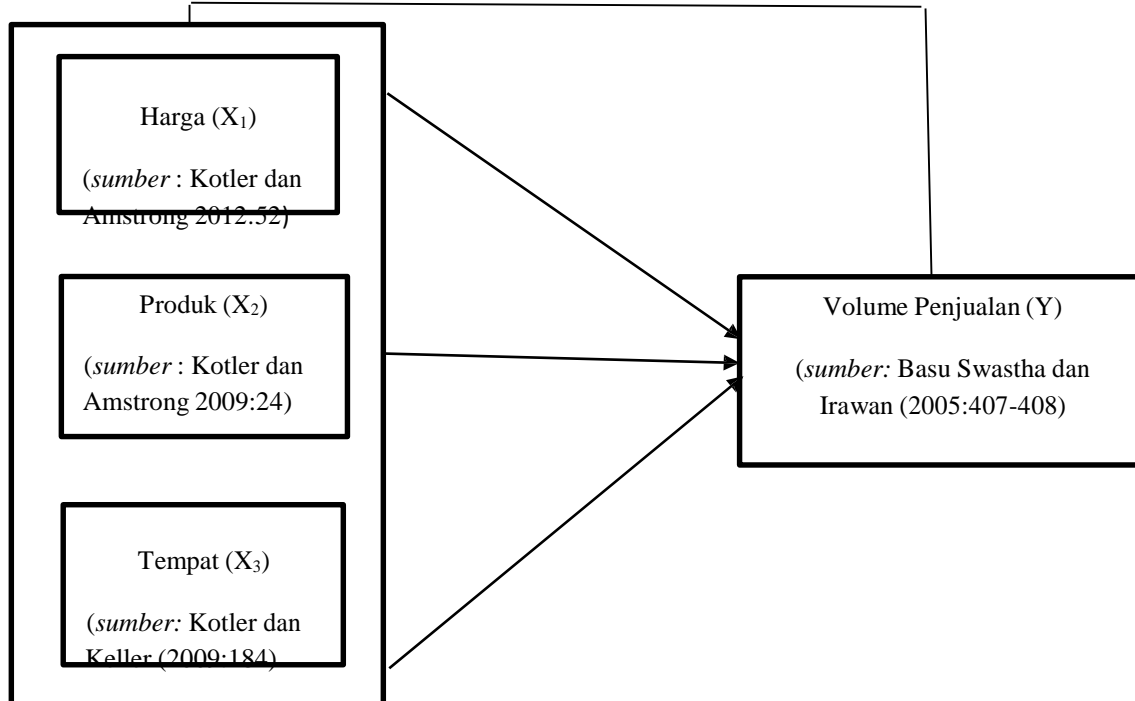 Harga (X₁)
(sumber : Kotler dan
Amstrong 2012:52)
Produk (X₂)
(sumber : Kotler dan
Amstrong 2009:24)
Tempat (X₃)
(sumber: Kotler dan
Keller (2009:184)
Volume Penjualan (Y)
(sumber: Basu Swastha dan
Irawan (2005:407-408)